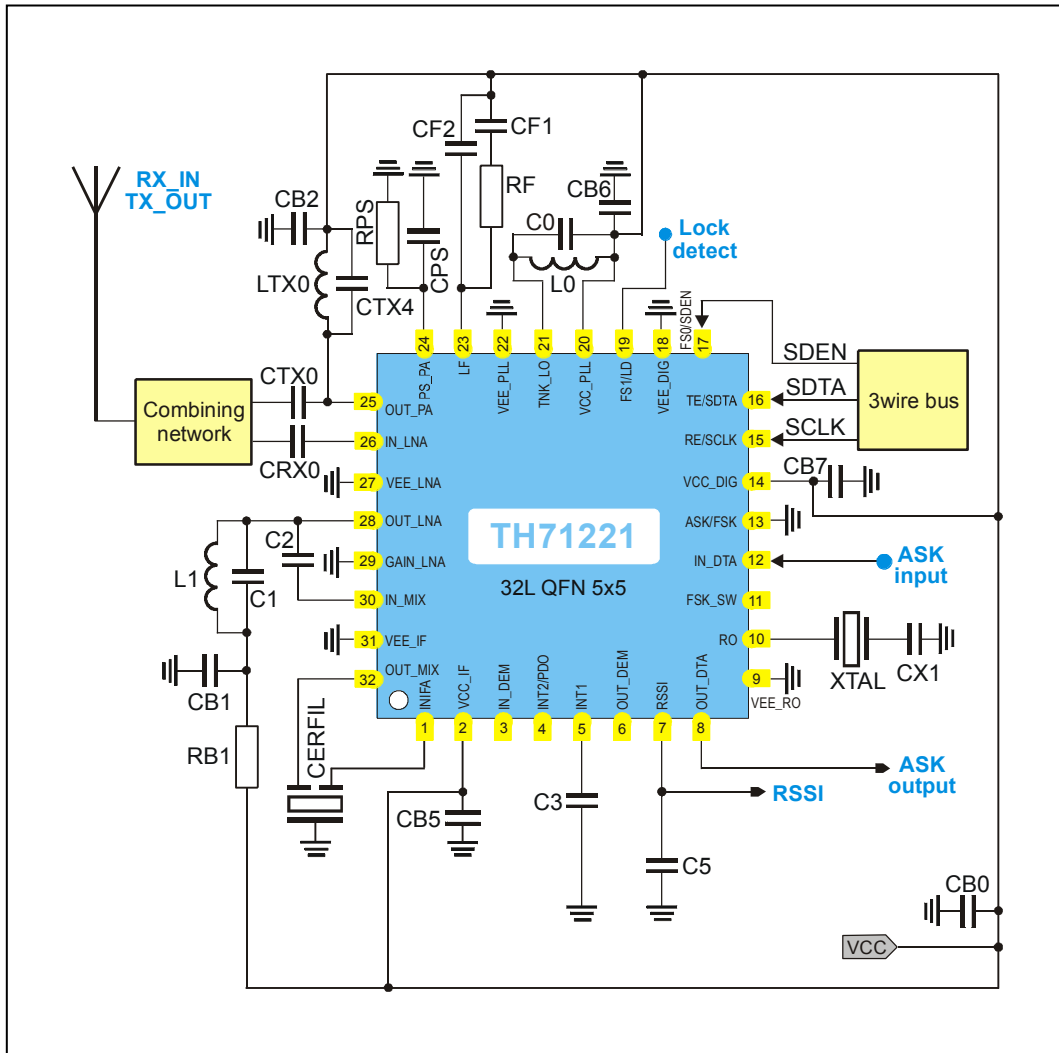 CF2
CF1
RX_IN
TX_OUT
CB2
RPS
CPS
RF
CB6
C0
L0
Lock
detect
LTX0
CTX4
24
23
22
21
20
19
18
17
FS0/SDEN
PS_PA
LF
VEE_PLL
TNK_LO
VCC_PLL
FS1/LD
VEE_DIG
SDEN
SDTA
SCLK
3wire bus
Combining
network
CTX0
CRX0
25
OUT_PA
26
IN_LNA
27
VEE_LNA
28
OUT_LNA
29
GAIN_LNA
30
IN_MIX
31
VEE_IF
32
OUT_MIX
TE/SDTA
16
RE/SCLK
15
VCC_DIG
14
CB7
ASK/FSK
13
IN_DTA
12
ASK
input
FSK_SW
11
RO
10
XTAL
CX1
9
VEE_RO
TH71221
32L QFN 5x5
C2
L1
C1
CB1
RB1
INIFA
VCC_IF
IN_DEM
INT2/PDO
INT1
OUT_DEM
RSSI
OUT_DTA
1
2
3
4
5
6
7
8
CERFIL
CB5
C3
C5
ASK
output
RSSI
CB0
VCC